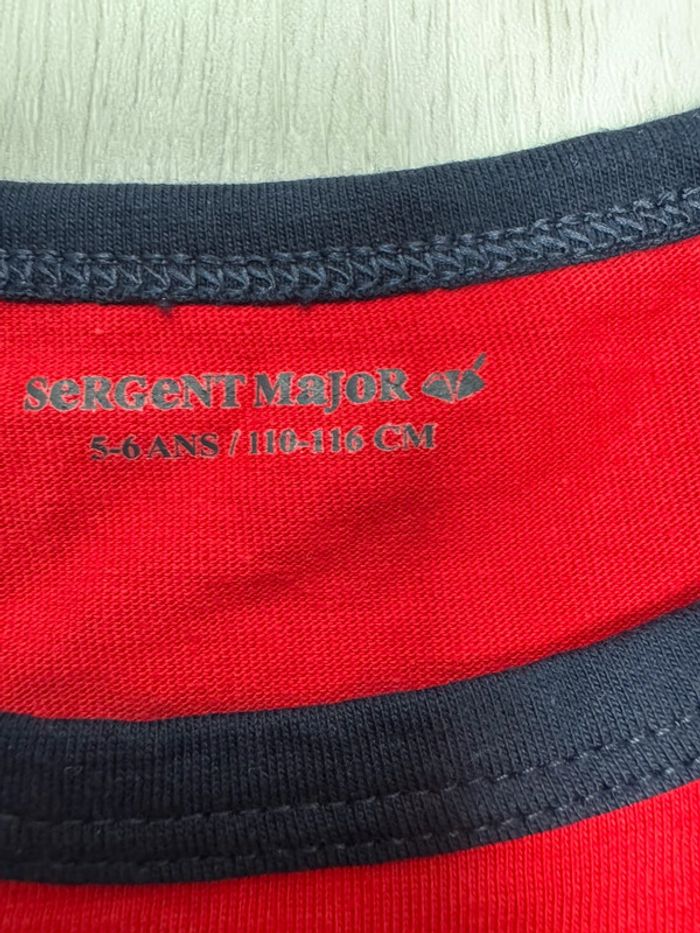 SeRGeNT MaJoR
5-6 ANS / 110-116 CM